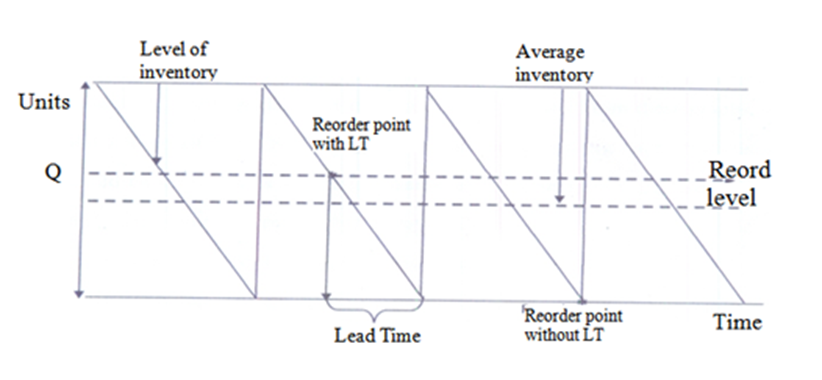 Level of
inventory
Average
inventory
Units
Reorder point
with LT
Q
Reord
level
Lead Time
Reorder point
without LT
Time